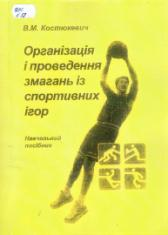 В.М. Костюкевич
Організація
і проведення
змагань із
спортивних
ігор
Навчальний
посібник